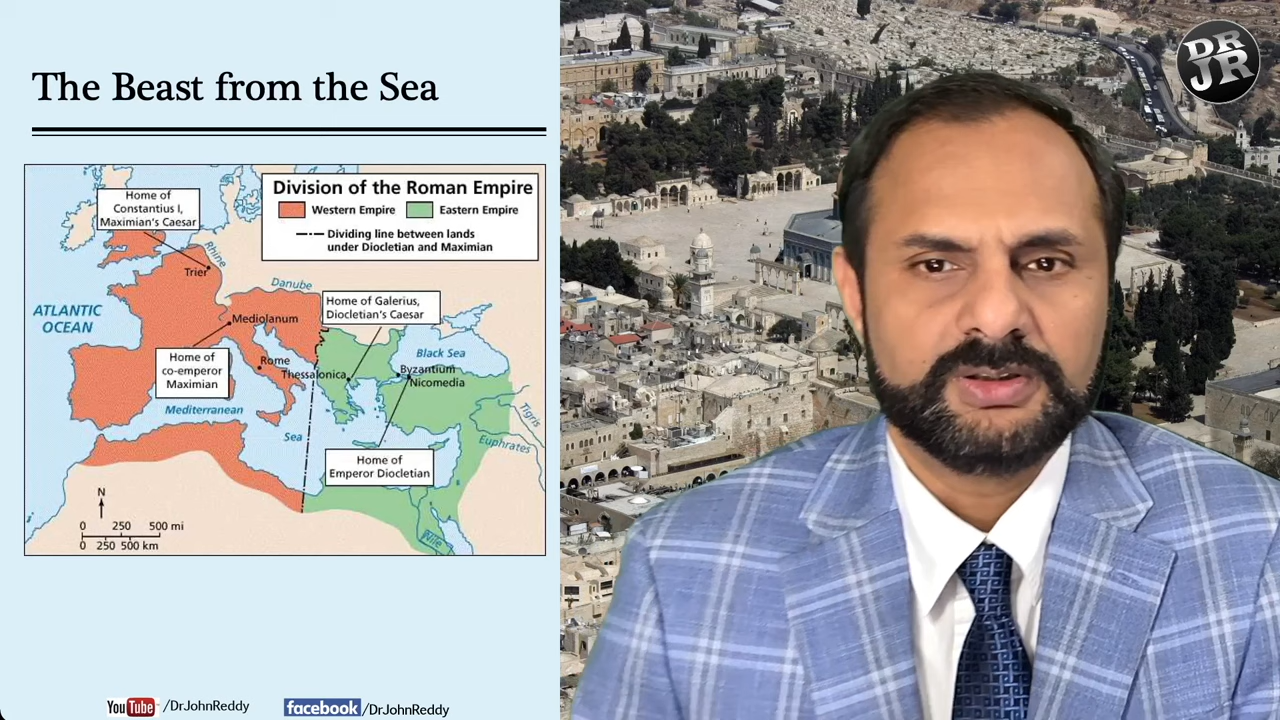 The Beast from the Sea
Division of the Roman Empire
Western Empire
Eastern Empire
Dividing line between lands
under Diocletian and Maximian
Home of
Constantius I,
Maximian's Caesar
Rhine
Trier
Danube
ATLANTIC
OCEAN
Mediolanum
Home of Galerius,
Diocletian's Caesar
Home of
co-emperor
Maximian
Rome
Thessalonica
Black Sea
Byzantium
Nicomedia
Mediterranean
Sea
Tigris
Euphrates
Home of
Emperor Diocletian
Nile
N
0 250 500 mi
0 250 500 km
YouTube /DrJohnReddy
facebook /DrJohnReddy
DR
JR